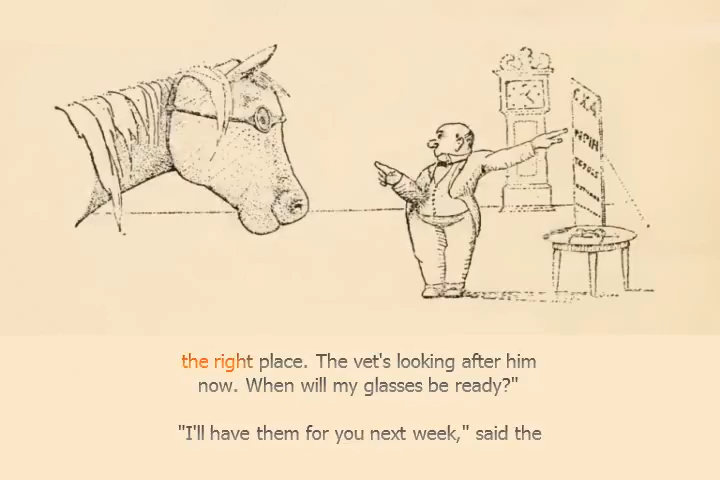 the right place. The vet's looking after him
now. When will my glasses be ready?"
"I'll have them for you next week," said the